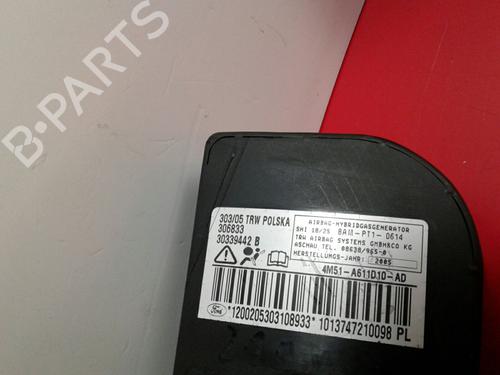 B-PARTS
303/05 TRW POLSKA
306833
30339442 B
AIRBAG-HYBRIDGASGENERATOR
SHI 18/25 BAM-PT1-0614
TRW AIRBAG SYSTEMS GMBH&CO KG
ASCHAU TEL. 08638/965-0
HERSTELLUNGS-JAHR: 2005
4M51-A611D10-AD
Ford
*1200205303108933* 1013747210098 PL